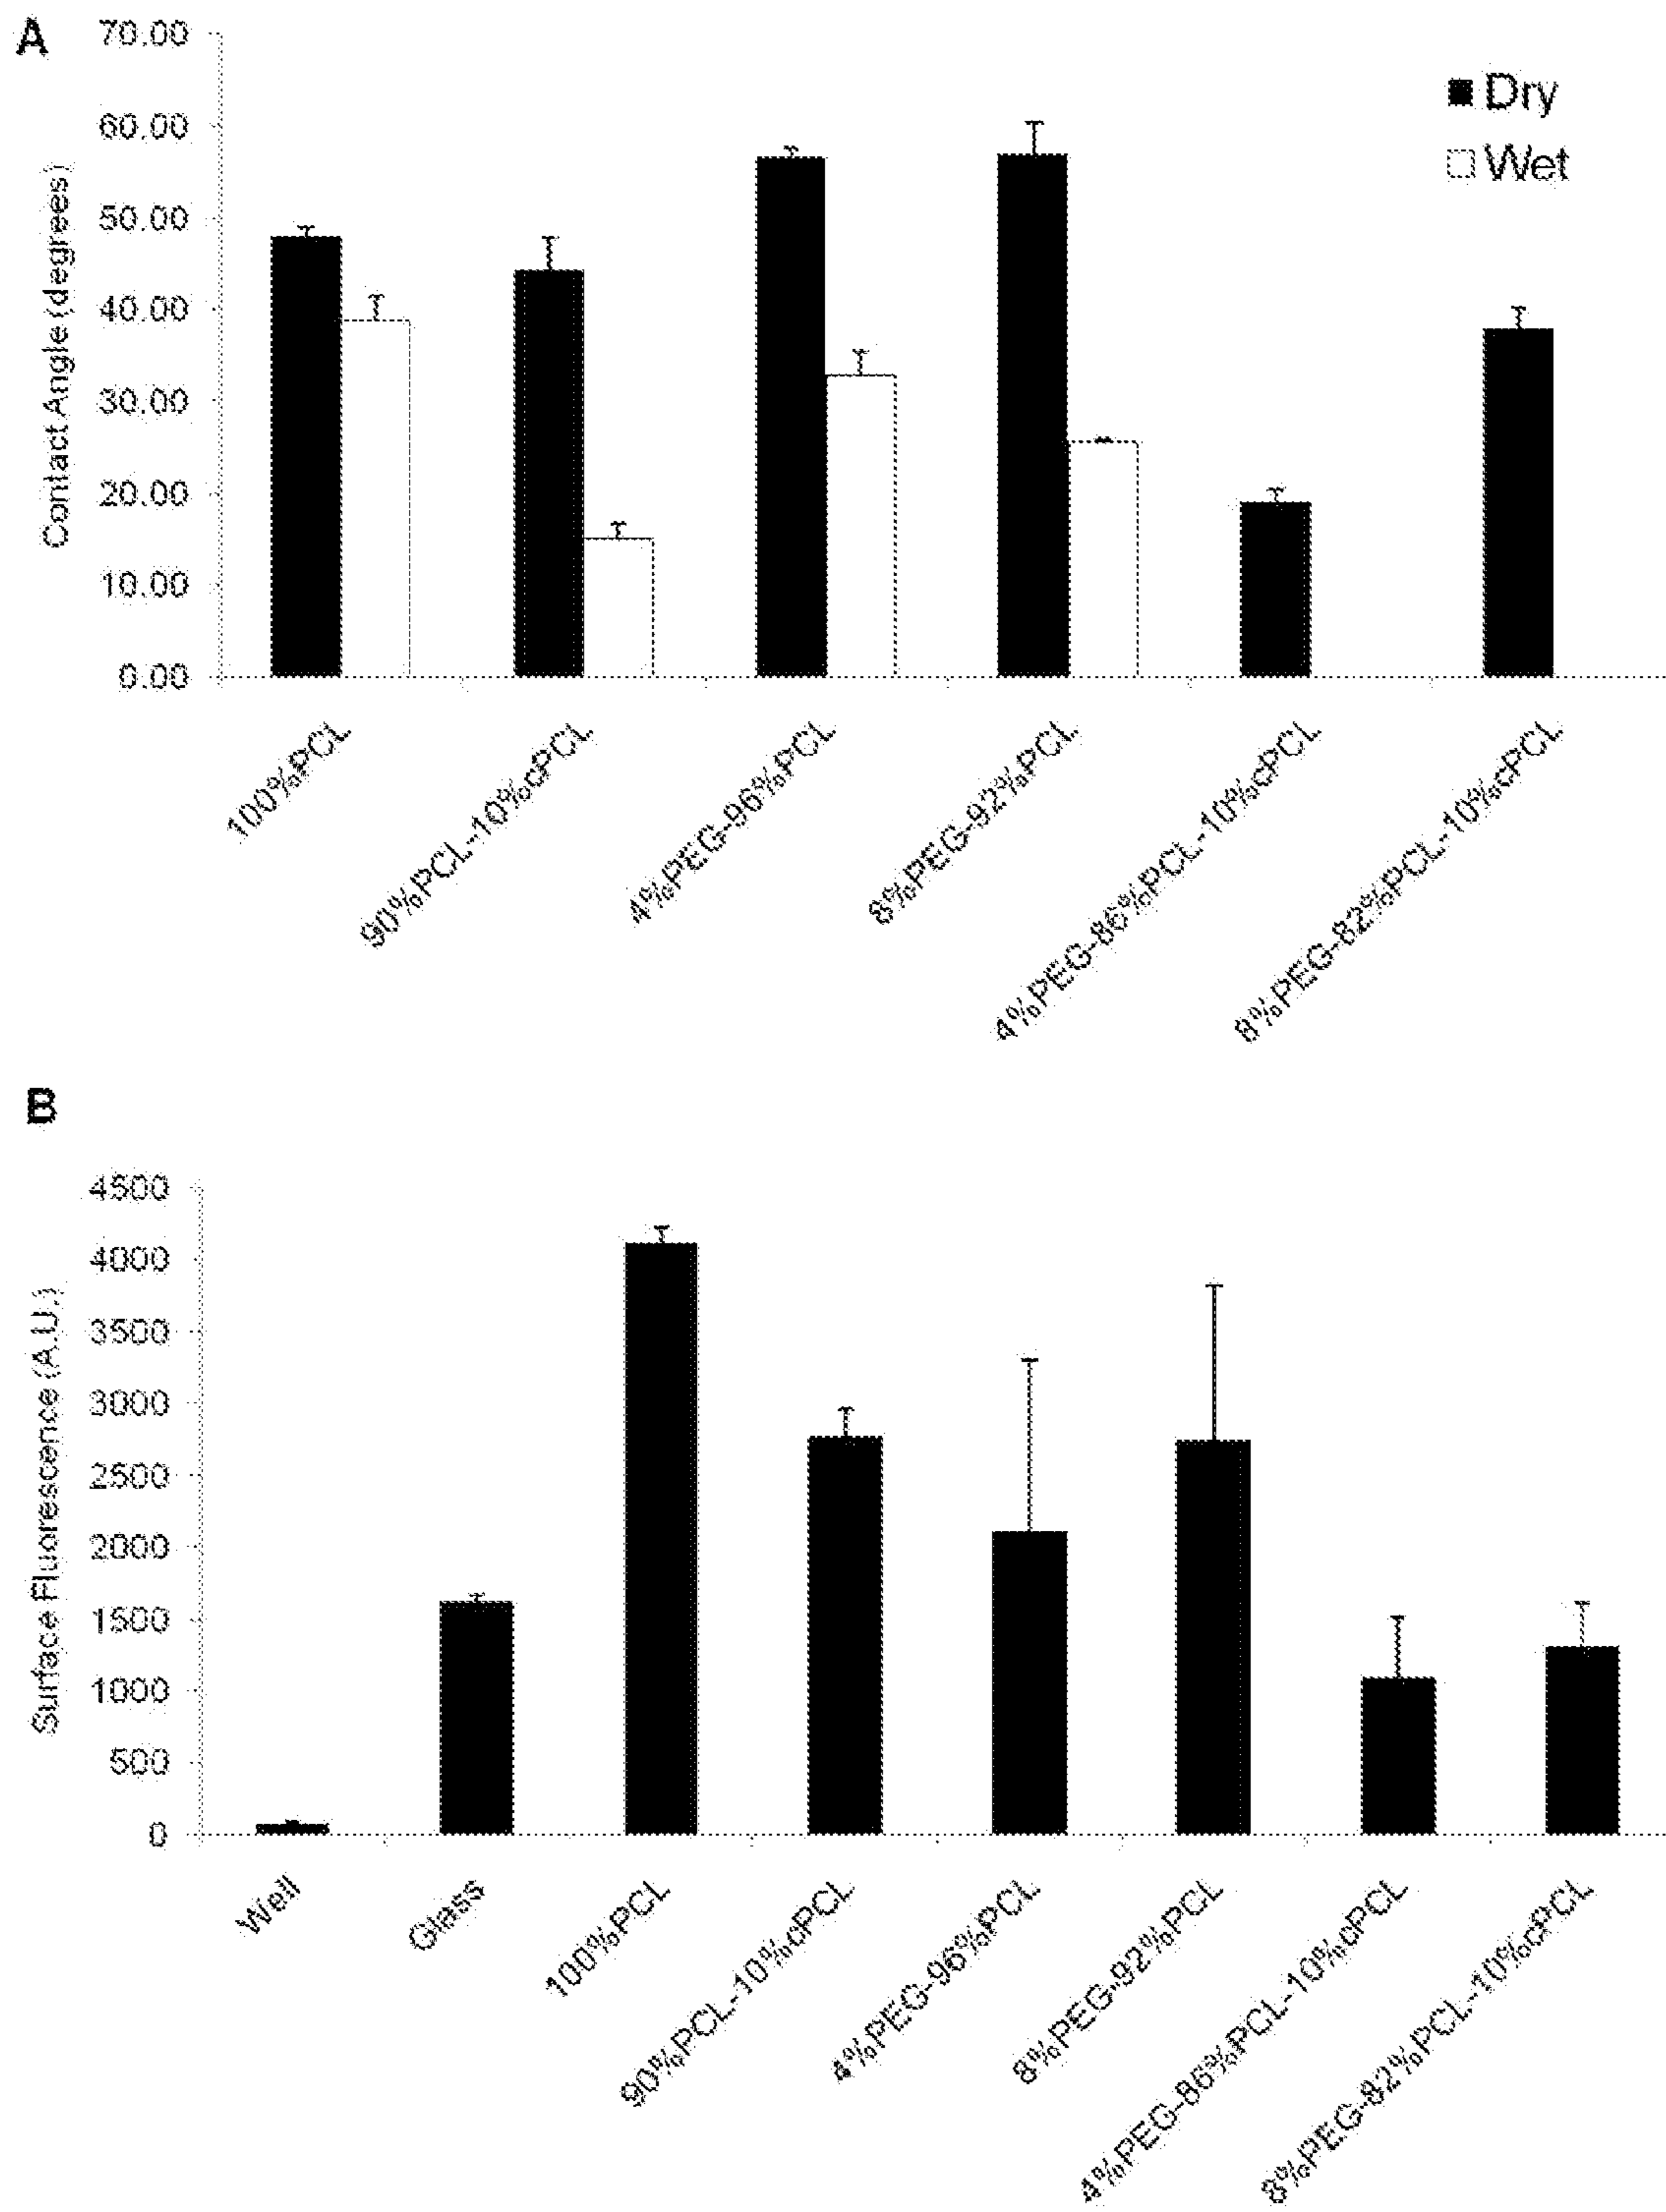 A
70.00
60.00
50.00
40.00
30.00
20.00
10.00
0.00
Contact Angle (degrees)
Dry
Wet
100%PCL
90%PCL-10%cPCL
4%PEG-96%PCL
8%PEG-92%PCL
4%PEG-86%PCL-10%cPCL
8%PEG-82%PCL-10%cPCL
B
4500
4000
3500
3000
2500
2000
1500
1000
500
0
Surface Fluorescence (A.U.)
Well
Glass
100%PCL
90%PCL-10%cPCL
4%PEG-96%PCL
8%PEG-92%PCL
4%PEG-86%PCL-10%cPCL
8%PEG-82%PCL-10%cPCL